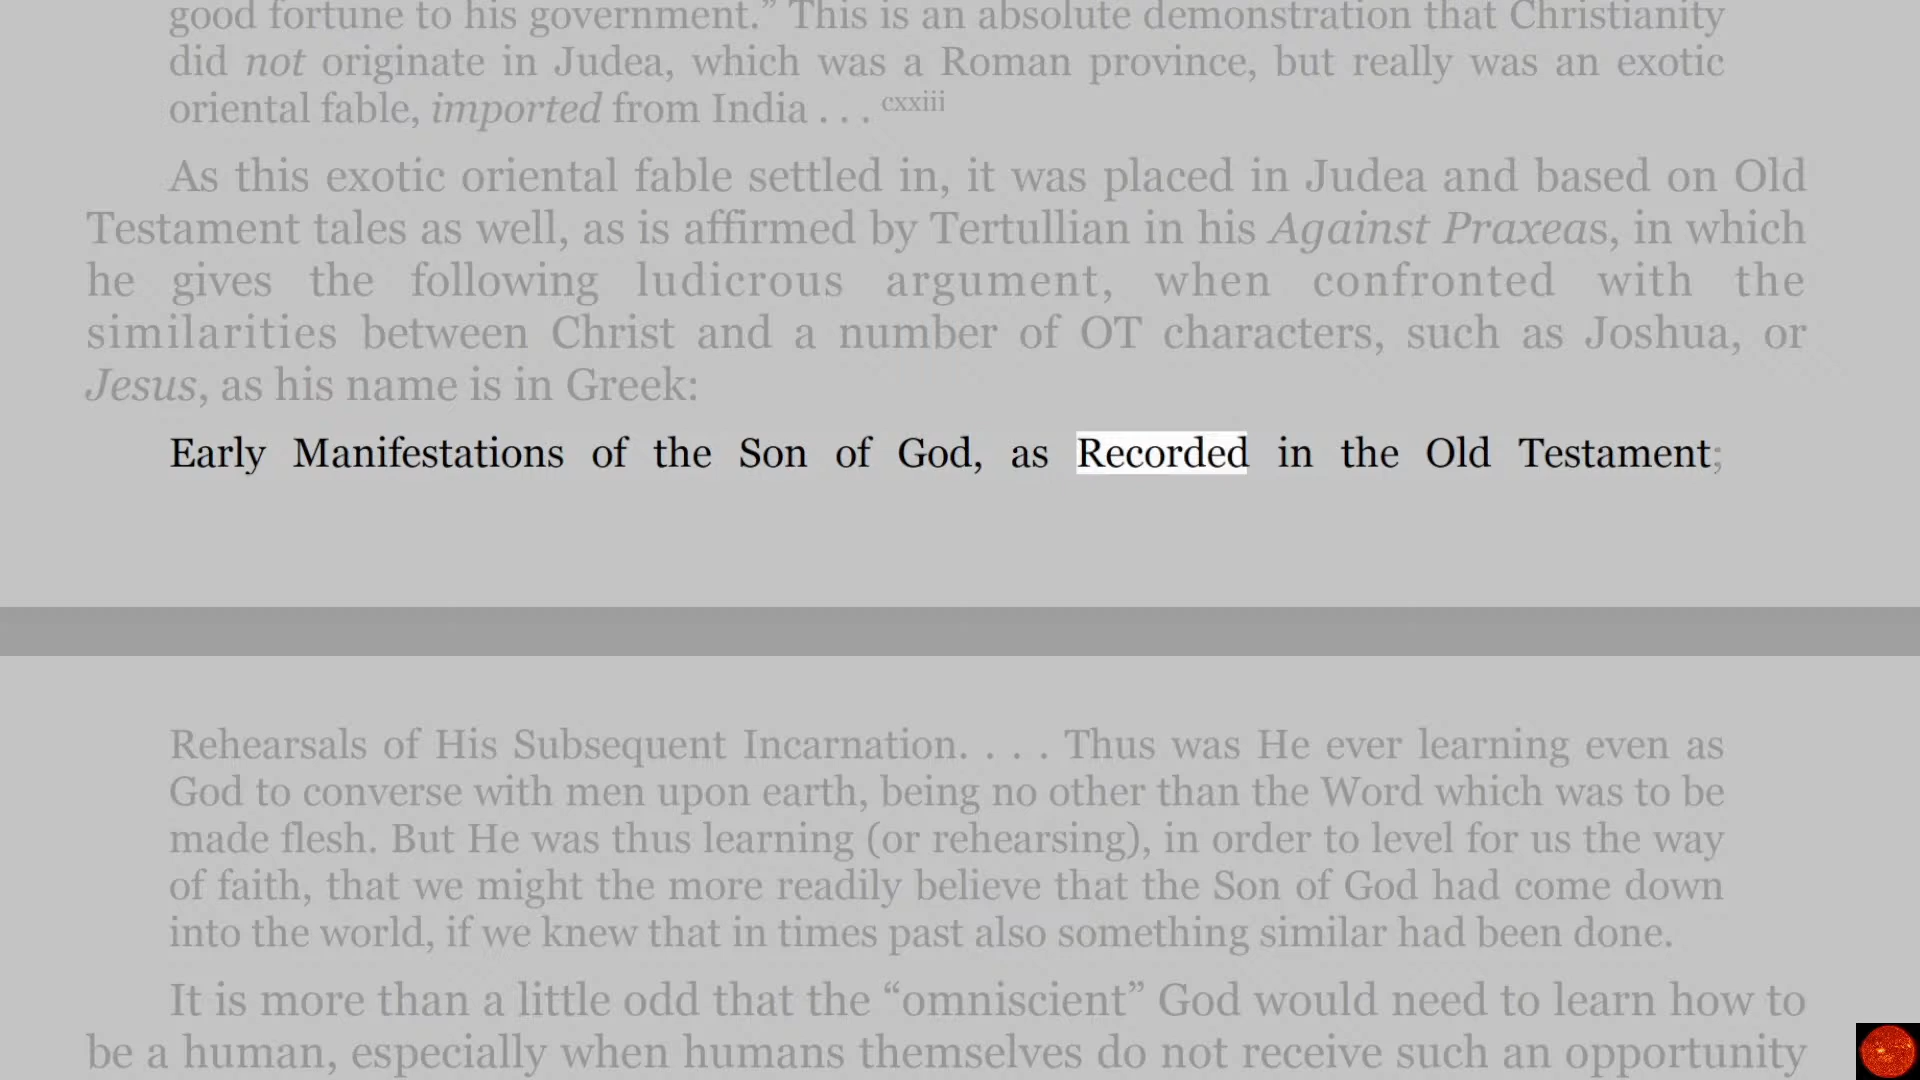 good fortune to his government.” This is an absolute demonstration that Christianity
did not originate in Judea, which was a Roman province, but really was an exotic
oriental fable, imported from India . . . cxxiii
As this exotic oriental fable settled in, it was placed in Judea and based on Old
Testament tales as well, as is affirmed by Tertullian in his Against Praxeas, in which
he gives the following ludicrous argument, when confronted with the
similarities between Christ and a number of OT characters, such as Joshua, or
Jesus, as his name is in Greek:
Early Manifestations of the Son of God, as Recorded in the Old Testament;
Rehearsals of His Subsequent Incarnation. . . . Thus was He ever learning even as
God to converse with men upon earth, being no other than the Word which was to be
made flesh. But He was thus learning (or rehearsing), in order to level for us the way
of faith, that we might the more readily believe that the Son of God had come down
into the world, if we knew that in times past also something similar had been done.
It is more than a little odd that the “omniscient” God would need to learn how to
be a human, especially when humans themselves do not receive such an opportunity